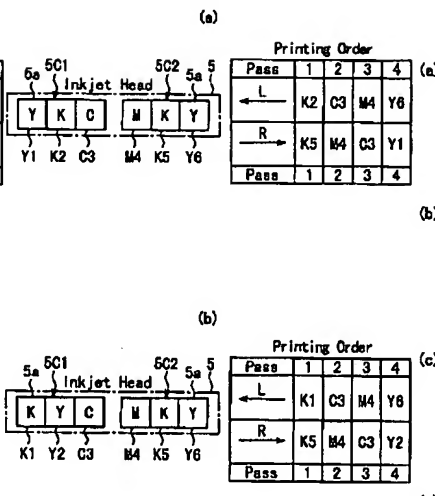 (a)
Printing Order
5a 5C1 5C2 5a 5
Inkjet Head
Y K C M K Y
Y1 K2 C3 M4 K5 Y6
Pass 1 2 3 4
L K2 C3 M4 Y6
R K5 M4 C3 Y1
Pass 1 2 3 4
(a)
(b)
(b)
Printing Order
5a 5C1 5C2 5a 5
Inkjet Head
K Y C M K Y
K1 Y2 C3 M4 K5 Y6
Pass 1 2 3 4
L K1 C3 M4 Y6
R K5 M4 C3 Y2
Pass 1 2 3 4
(c)